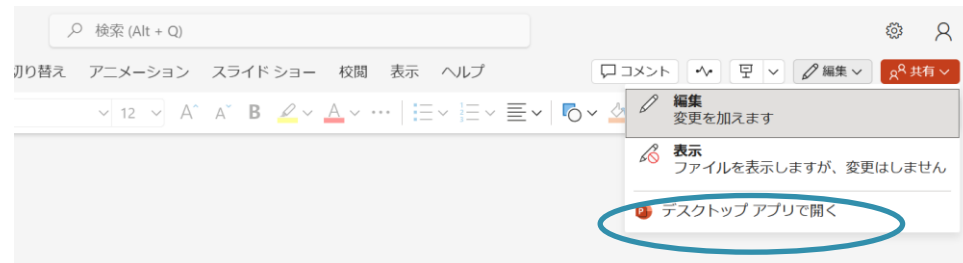 検索 (Alt + Q)
切り替え アニメーション スライド ショー 校閲 表示 ヘルプ
コメント 編集 共有
12 A A B A
編集
変更を加えます
表示
ファイルを表示しますが、変更はしません
デスクトップ アプリで開く